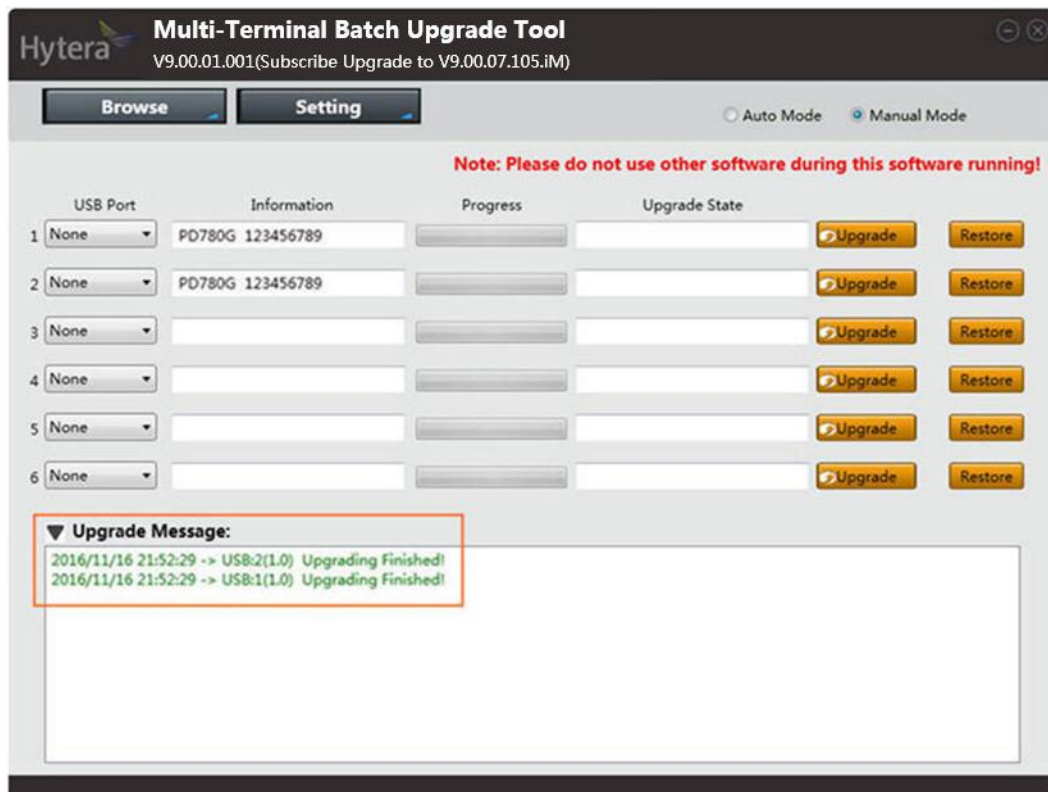 Hytera
Multi-Terminal Batch Upgrade Tool
V9.00.01.001(Subscribe Upgrade to V9.00.07.105.iM)
Browse Setting Auto Mode Manual Mode
Note: Please do not use other software during this software running!
USB Port Information Progress Upgrade State
1 None PD780G 123456789 Upgrade Restore
2 None PD780G 123456789 Upgrade Restore
3 None Upgrade Restore
4 None Upgrade Restore
5 None Upgrade Restore
6 None Upgrade Restore
Upgrade Message:
2016/11/16 21:52:29 -> USB:2(1.0) Upgrading Finished!
2016/11/16 21:52:29 -> USB:1(1.0) Upgrading Finished!